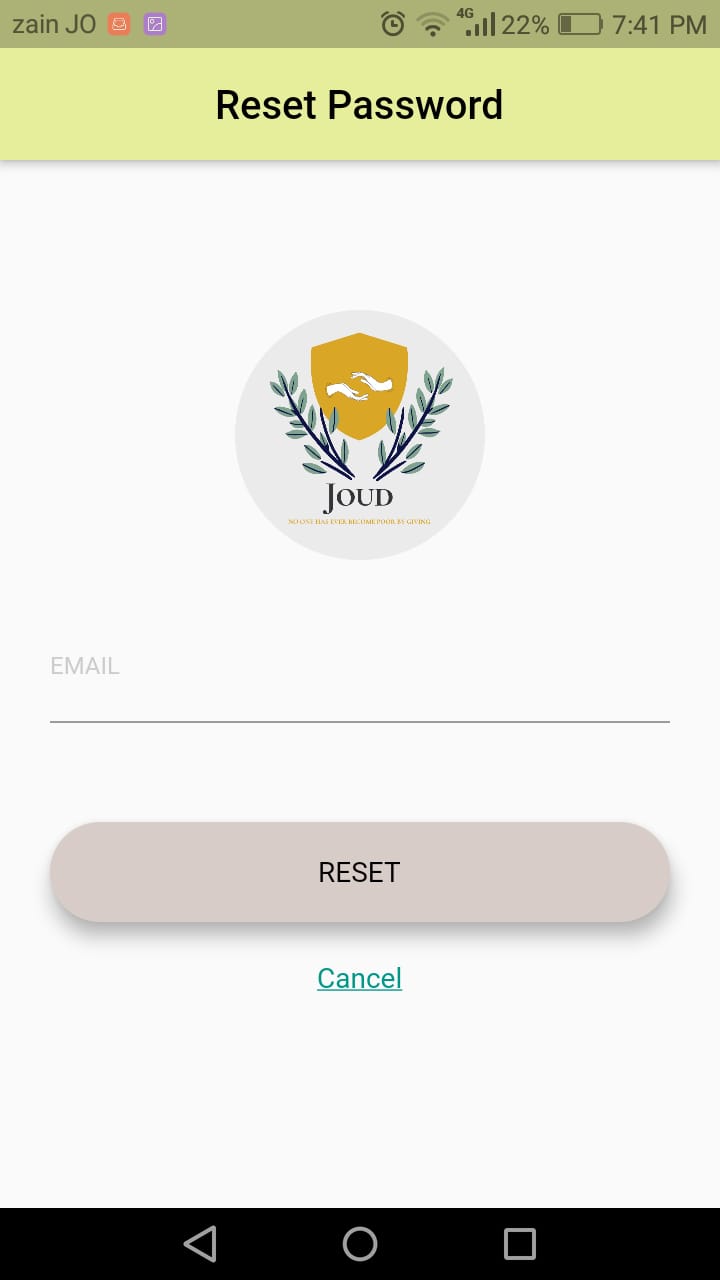 zain JO 4G 22% 7:41 PM
Reset Password
JOUD
NO ONE HAS EVER BECOME POOR BY GIVING
EMAIL
RESET
Cancel